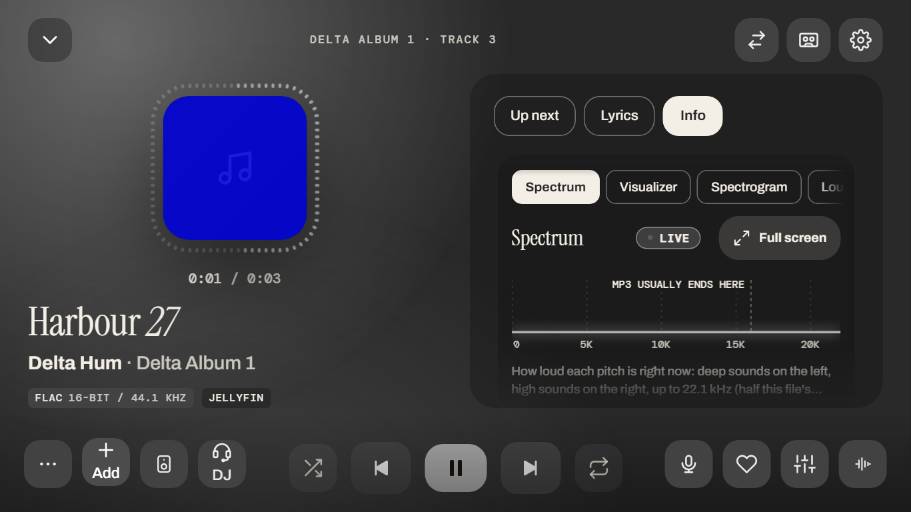 DELTA ALBUM 1 · TRACK 3
0:01 / 0:03
Harbour 27
Delta Hum · Delta Album 1
FLAC 16-BIT / 44.1 KHZ JELLYFIN
Up next Lyrics Info
Spectrum Visualizer Spectrogram
Spectrum LIVE Full screen
MP3 USUALLY ENDS HERE
0 5K 10K 15K 20K
How loud each pitch is right now: deep sounds on the left,
high sounds on the right, up to 22.1 kHz (half this file's…
Add DJ